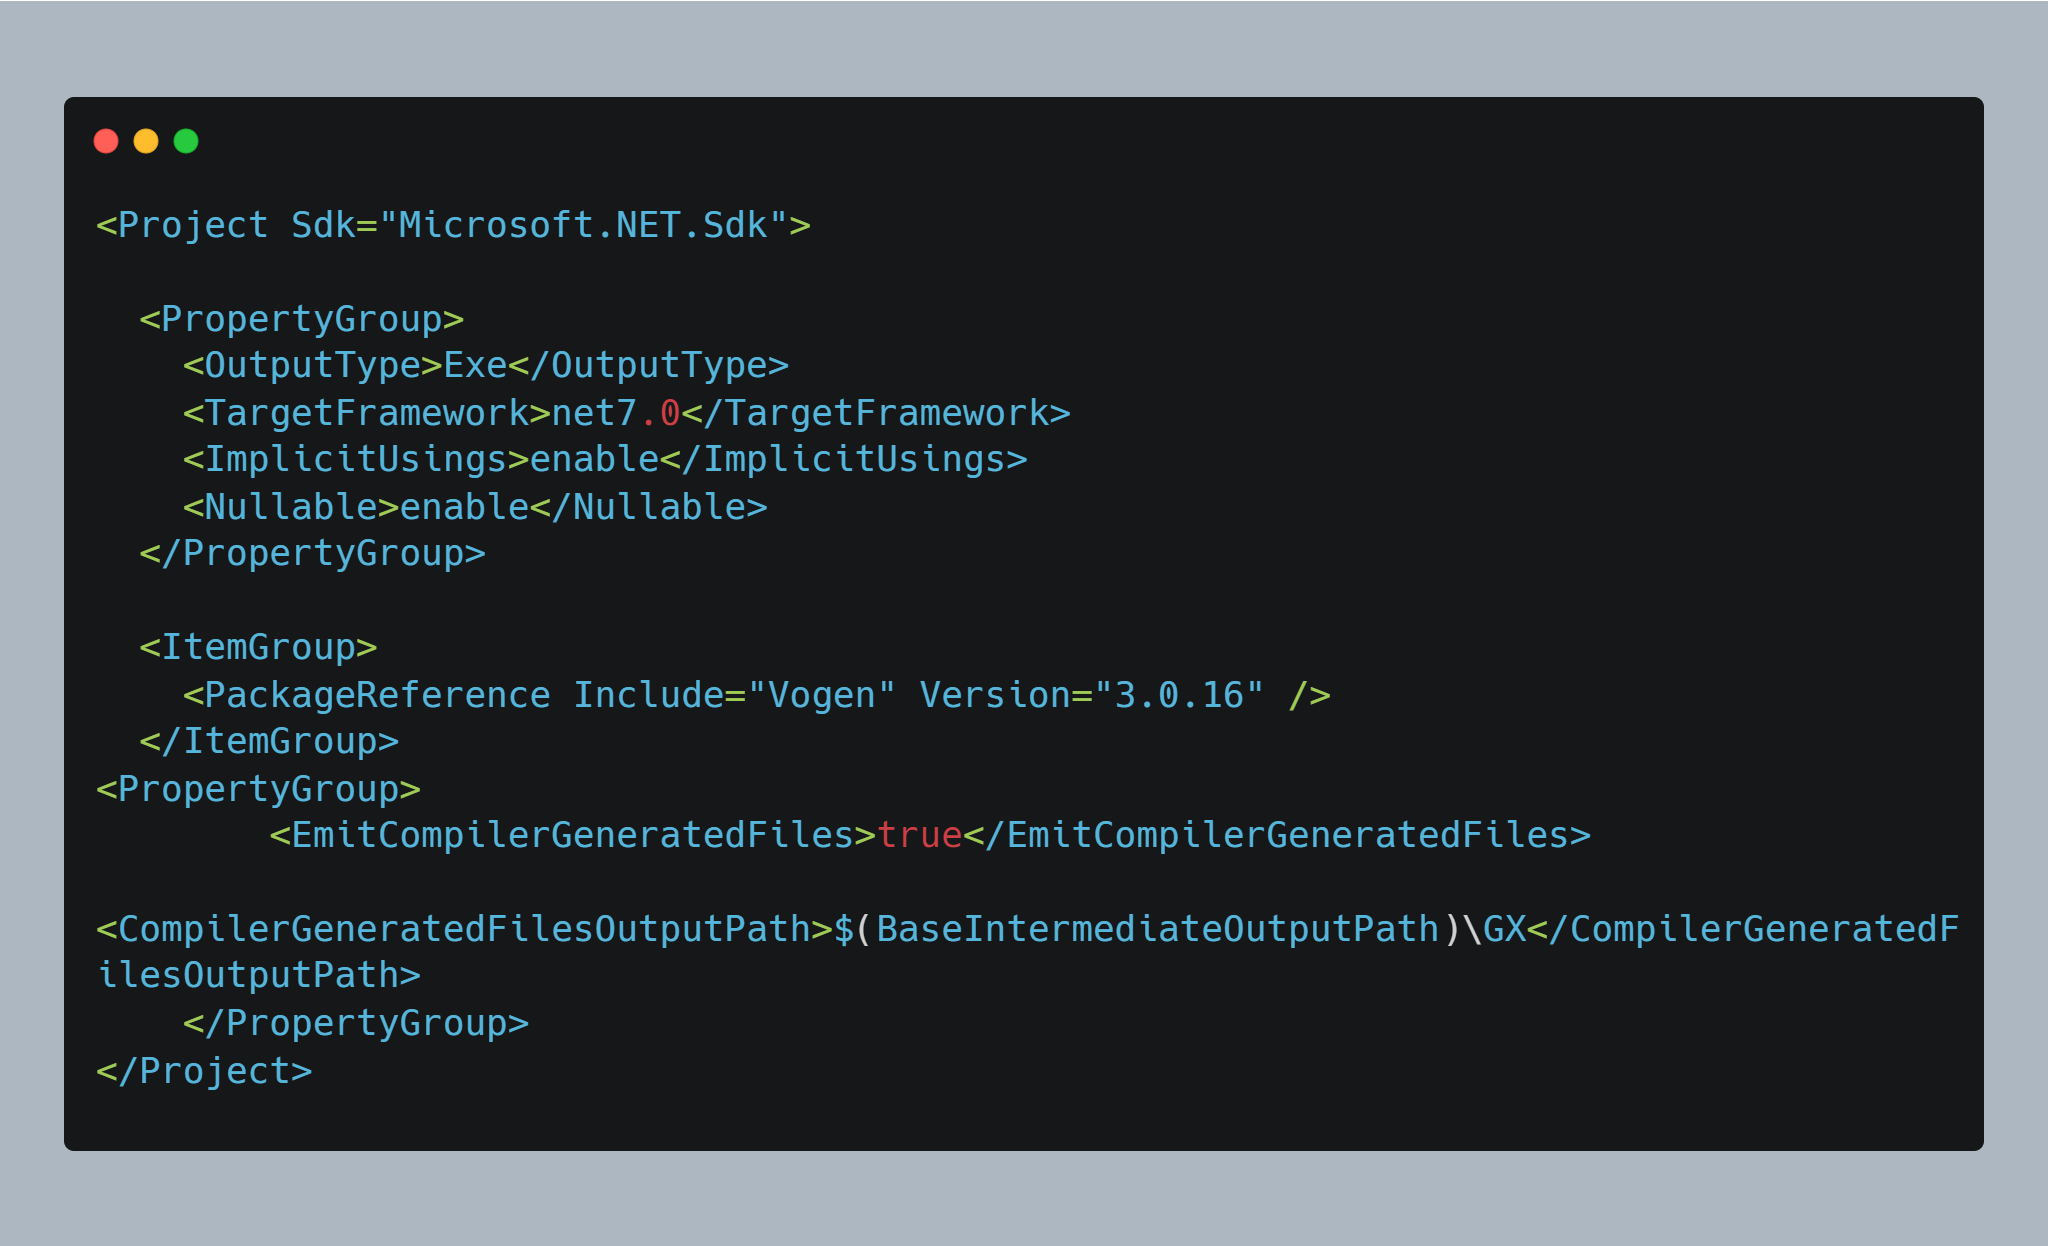 <Project Sdk="Microsoft.NET.Sdk">

  <PropertyGroup>
    <OutputType>Exe</OutputType>
    <TargetFramework>net7.0</TargetFramework>
    <ImplicitUsings>enable</ImplicitUsings>
    <Nullable>enable</Nullable>
  </PropertyGroup>

  <ItemGroup>
    <PackageReference Include="Vogen" Version="3.0.16" />
  </ItemGroup>
<PropertyGroup>
        <EmitCompilerGeneratedFiles>true</EmitCompilerGeneratedFiles>

<CompilerGeneratedFilesOutputPath>$(BaseIntermediateOutputPath)\GX</CompilerGeneratedF
ilesOutputPath>
    </PropertyGroup>
</Project>